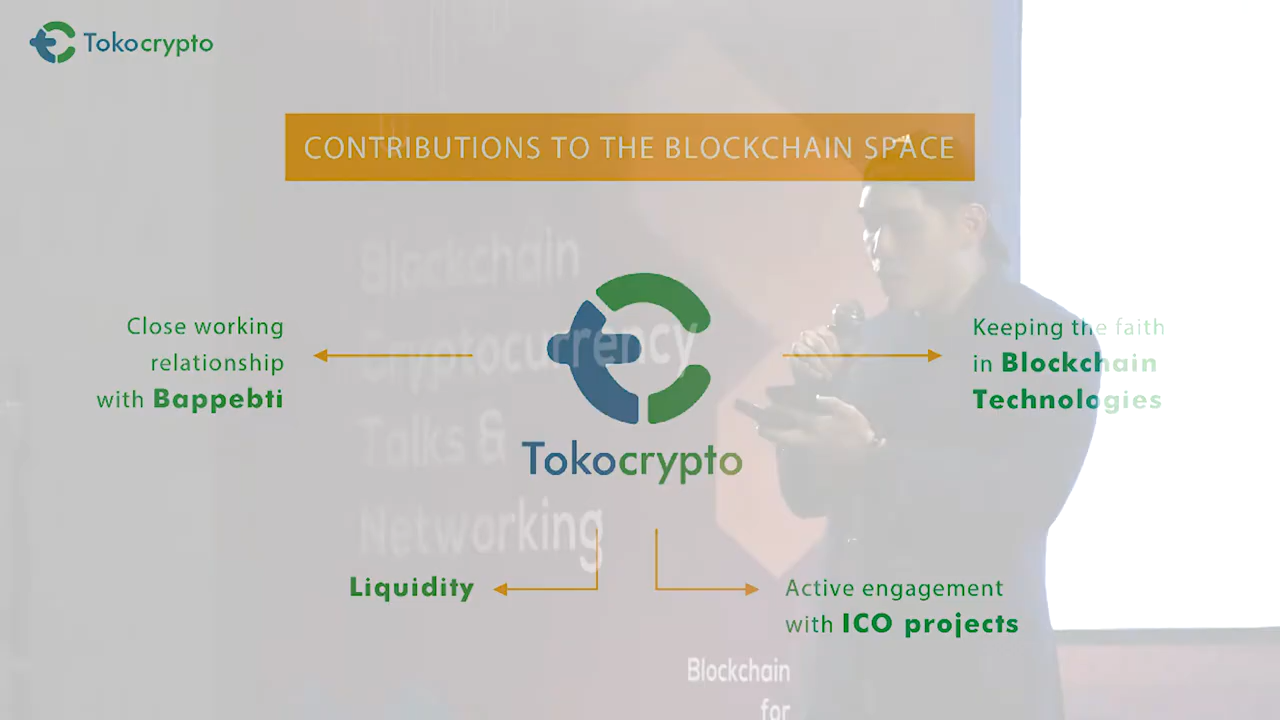 Tokocrypto
CONTRIBUTIONS TO THE BLOCKCHAIN SPACE
Blockchain
Cryptocurrency
Talks &
Networking
Close working
relationship
with Bappebti
Tokocrypto
Keeping the faith
in Blockchain
Technologies
Liquidity
Active engagement
with ICO projects
Blockchain
for